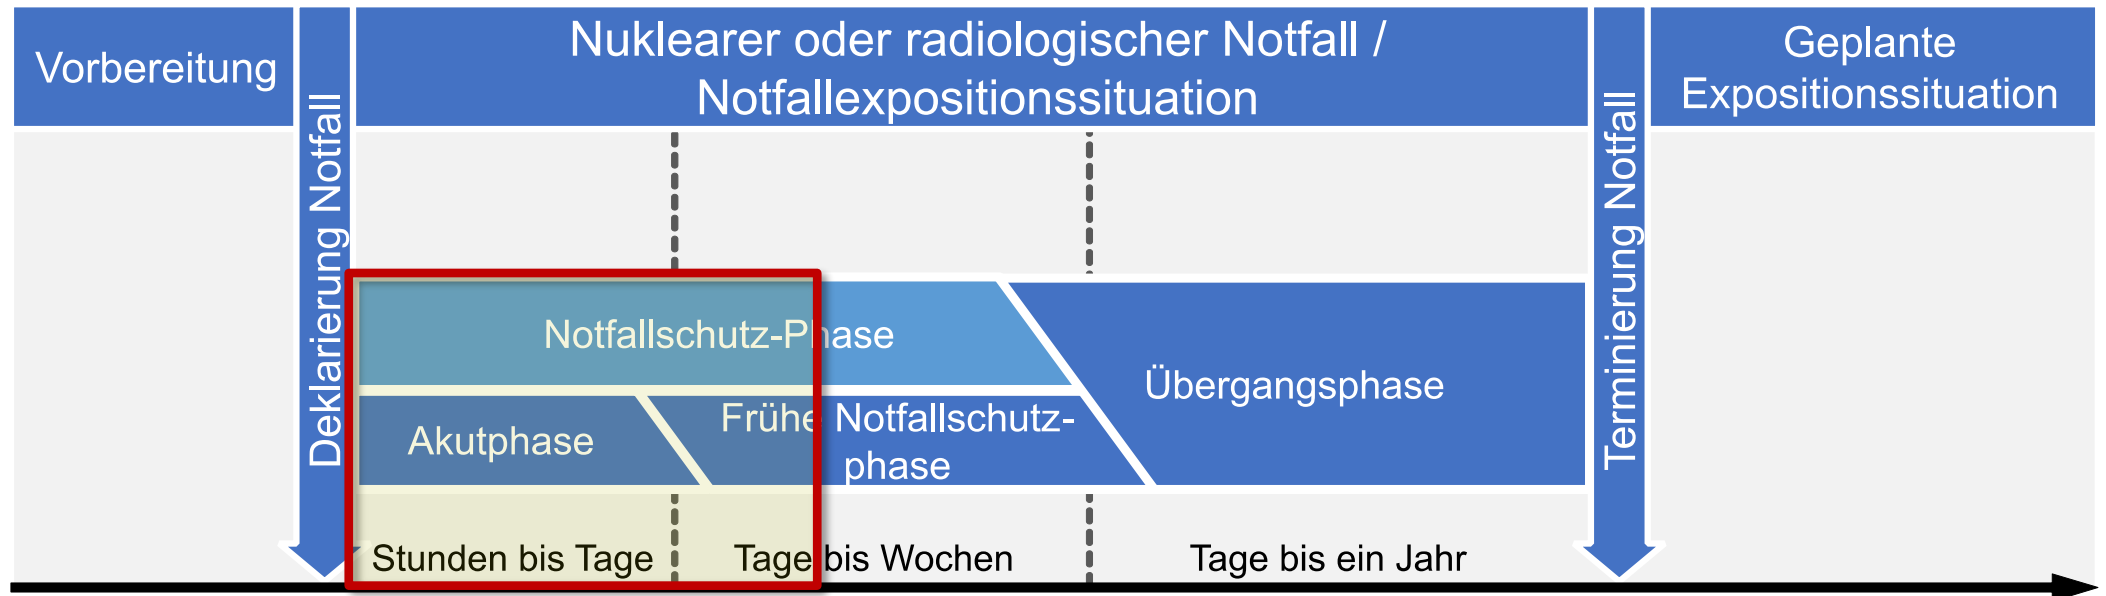 Vorbereitung
Deklarierung Notfall
Nuklearer oder radiologischer Notfall /
Notfallexpositionssituation
Terminierung Notfall
Geplante
Expositionssituation
Notfallschutz-Phase
Akutphase
Frühe Notfallschutz-
phase
Übergangsphase
Stunden bis Tage
Tage bis Wochen
Tage bis ein Jahr